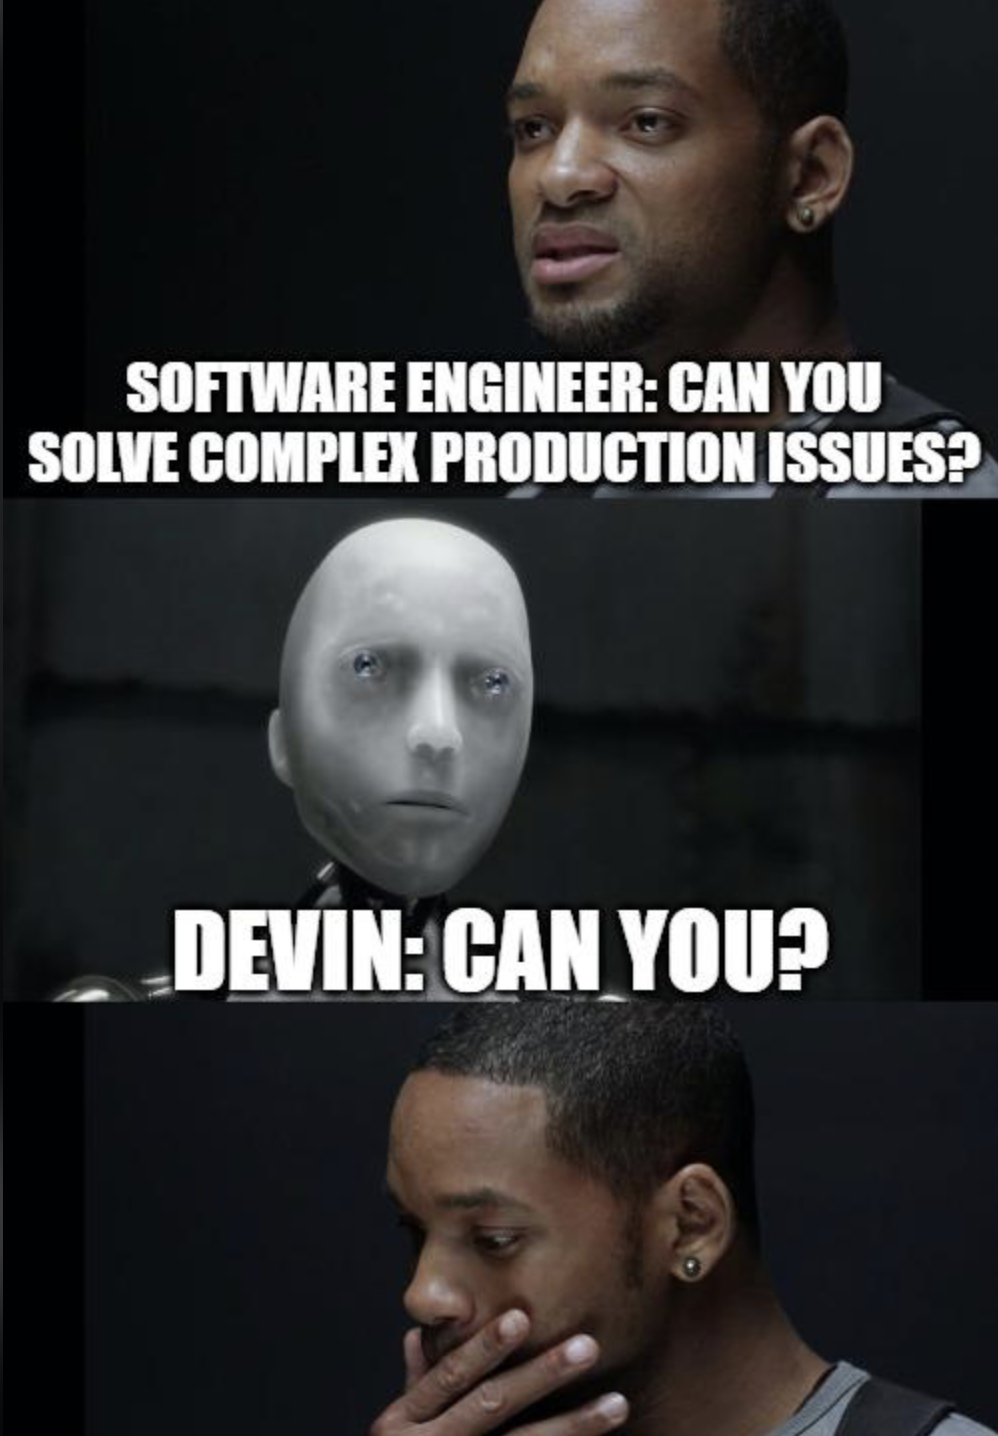 SOFTWARE ENGINEER: CAN YOU
SOLVE COMPLEX PRODUCTION ISSUES?
DEVIN: CAN YOU?